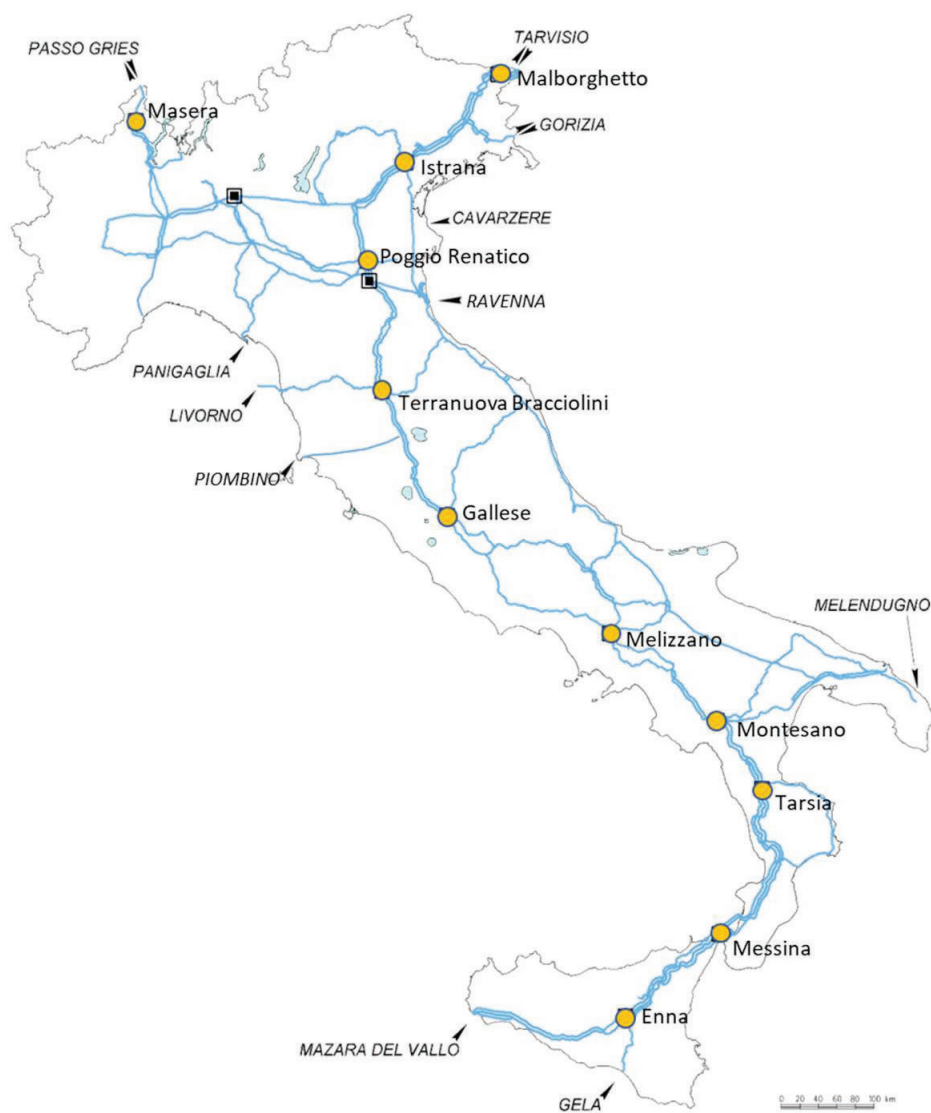 TARVISIO
PASSO GRIES
Malborghetto
Masera
GORIZIA
Istrana
CAVARZERE
Poggio Renatico
RAVENNA
PANIGAGLIA
LIVORNO
Terranuova Bracciolini
PIOMBINO
Gallese
MELENDUGNO
Melizzano
Montesano
Tarsia
Messina
Enna
MAZARA DEL VALLO
GELA
0 20 40 60 80 100 km